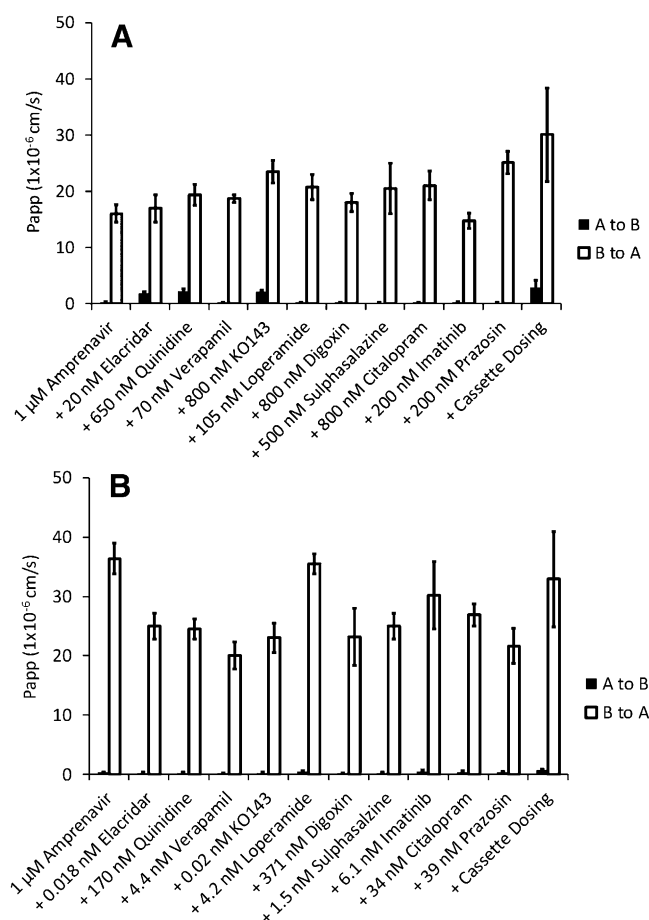 A
50
40
30
20
10
0
Papp (1x10-6 cm/s)
A to B
B to A
1 µM Amprenavir
+ 20 nM Elacridar
+ 650 nM Quinidine
+ 70 nM Verapamil
+ 800 nM KO143
+ 105 nM Loperamide
+ 800 nM Digoxin
+ 500 nM Sulphasalazine
+ 800 nM Citalopram
+ 200 nM Imatinib
+ 200 nM Prazosin
+ Cassette Dosing
B
50
40
30
20
10
0
Papp (1x10-6 cm/s)
A to B
B to A
1 µM Amprenavir
+ 0.018 nM Elacridar
+ 170 nM Quinidine
+ 4.4 nM Verapamil
+ 0.02 nM KO143
+ 4.2 nM Loperamide
+ 371 nM Digoxin
+ 1.5 nM Sulphasalzine
+ 6.1 nM Imatinib
+ 34 nM Citalopram
+ 39 nM Prazosin
+ Cassette Dosing